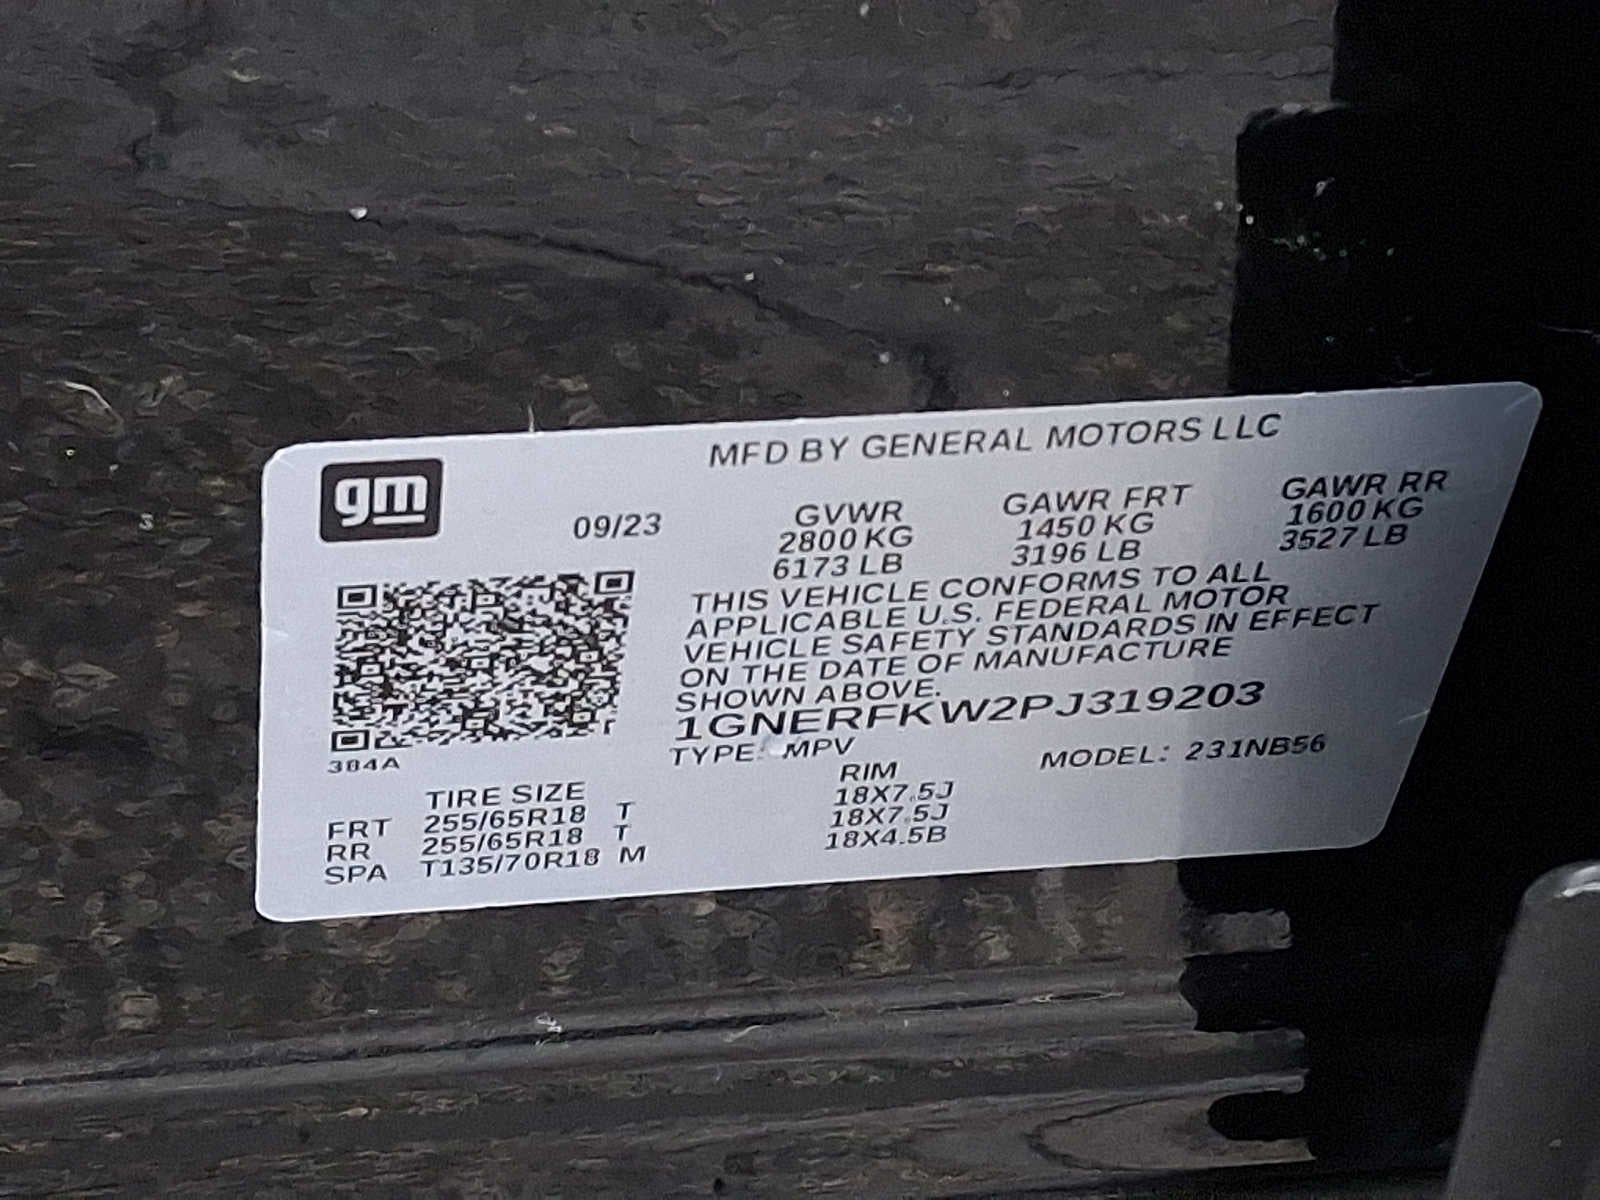 MFD BY GENERAL MOTORS LLC
gm
09/23
GVWR GAWR FRT GAWR RR
2800 KG 1450 KG 1600 KG
6173 LB 3196 LB 3527 LB
THIS VEHICLE CONFORMS TO ALL
APPLICABLE U.S. FEDERAL MOTOR
VEHICLE SAFETY STANDARDS IN EFFECT
ON THE DATE OF MANUFACTURE
SHOWN ABOVE.
1GNERFKW2PJ319203
TYPE: MPV MODEL: 231NB56
384A
TIRE SIZE RIM
FRT 255/65R18 T 18X7.5J
RR 255/65R18 T 18X7.5J
SPA T135/70R18 M 18X4.5B